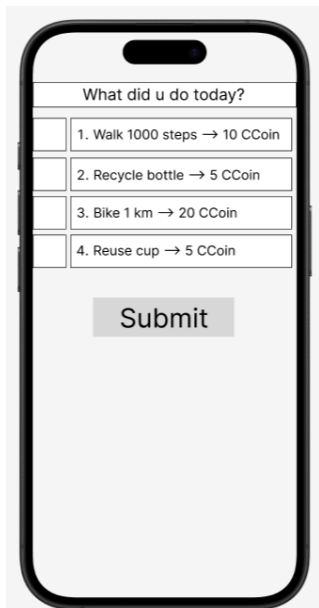 What did u do today?
1. Walk 1000 steps → 10 CCoin
2. Recycle bottle → 5 CCoin
3. Bike 1 km → 20 CCoin
4. Reuse cup → 5 CCoin
Submit